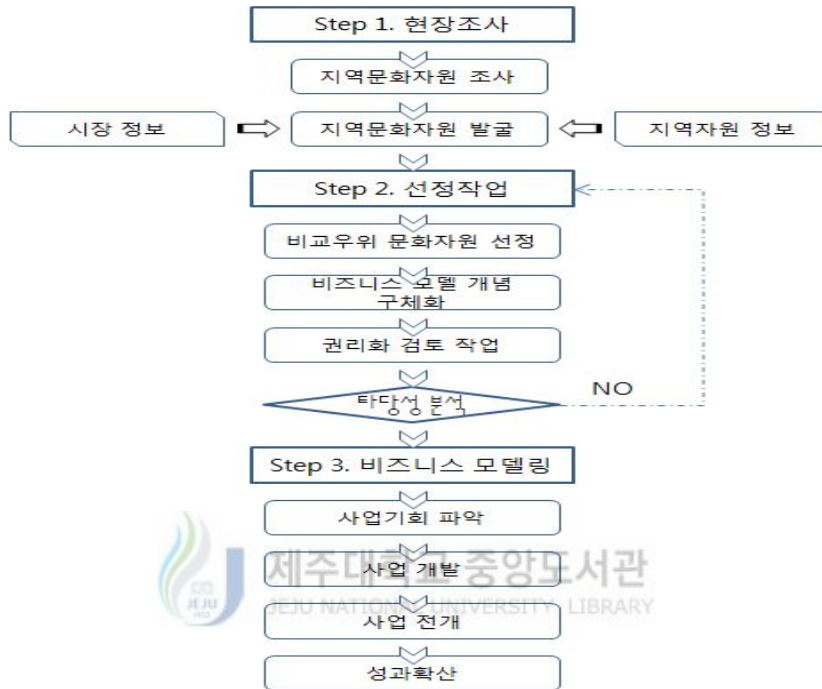 Step 1. 현장조사
지역문화자원 조사
시장 정보
지역문화자원 발굴
지역자원 정보
Step 2. 선정작업
비교우위 문화자원 선정
비즈니스 모델 개념
구체화
권리화 검토 작업
타당성 분석
NO
Step 3. 비즈니스 모델링
사업기회 파악
제주대학교 중앙도서관
사업 개발
JEJU NATIONAL UNIVERSITY LIBRARY
JEJU
1952
사업 전개
성과확산